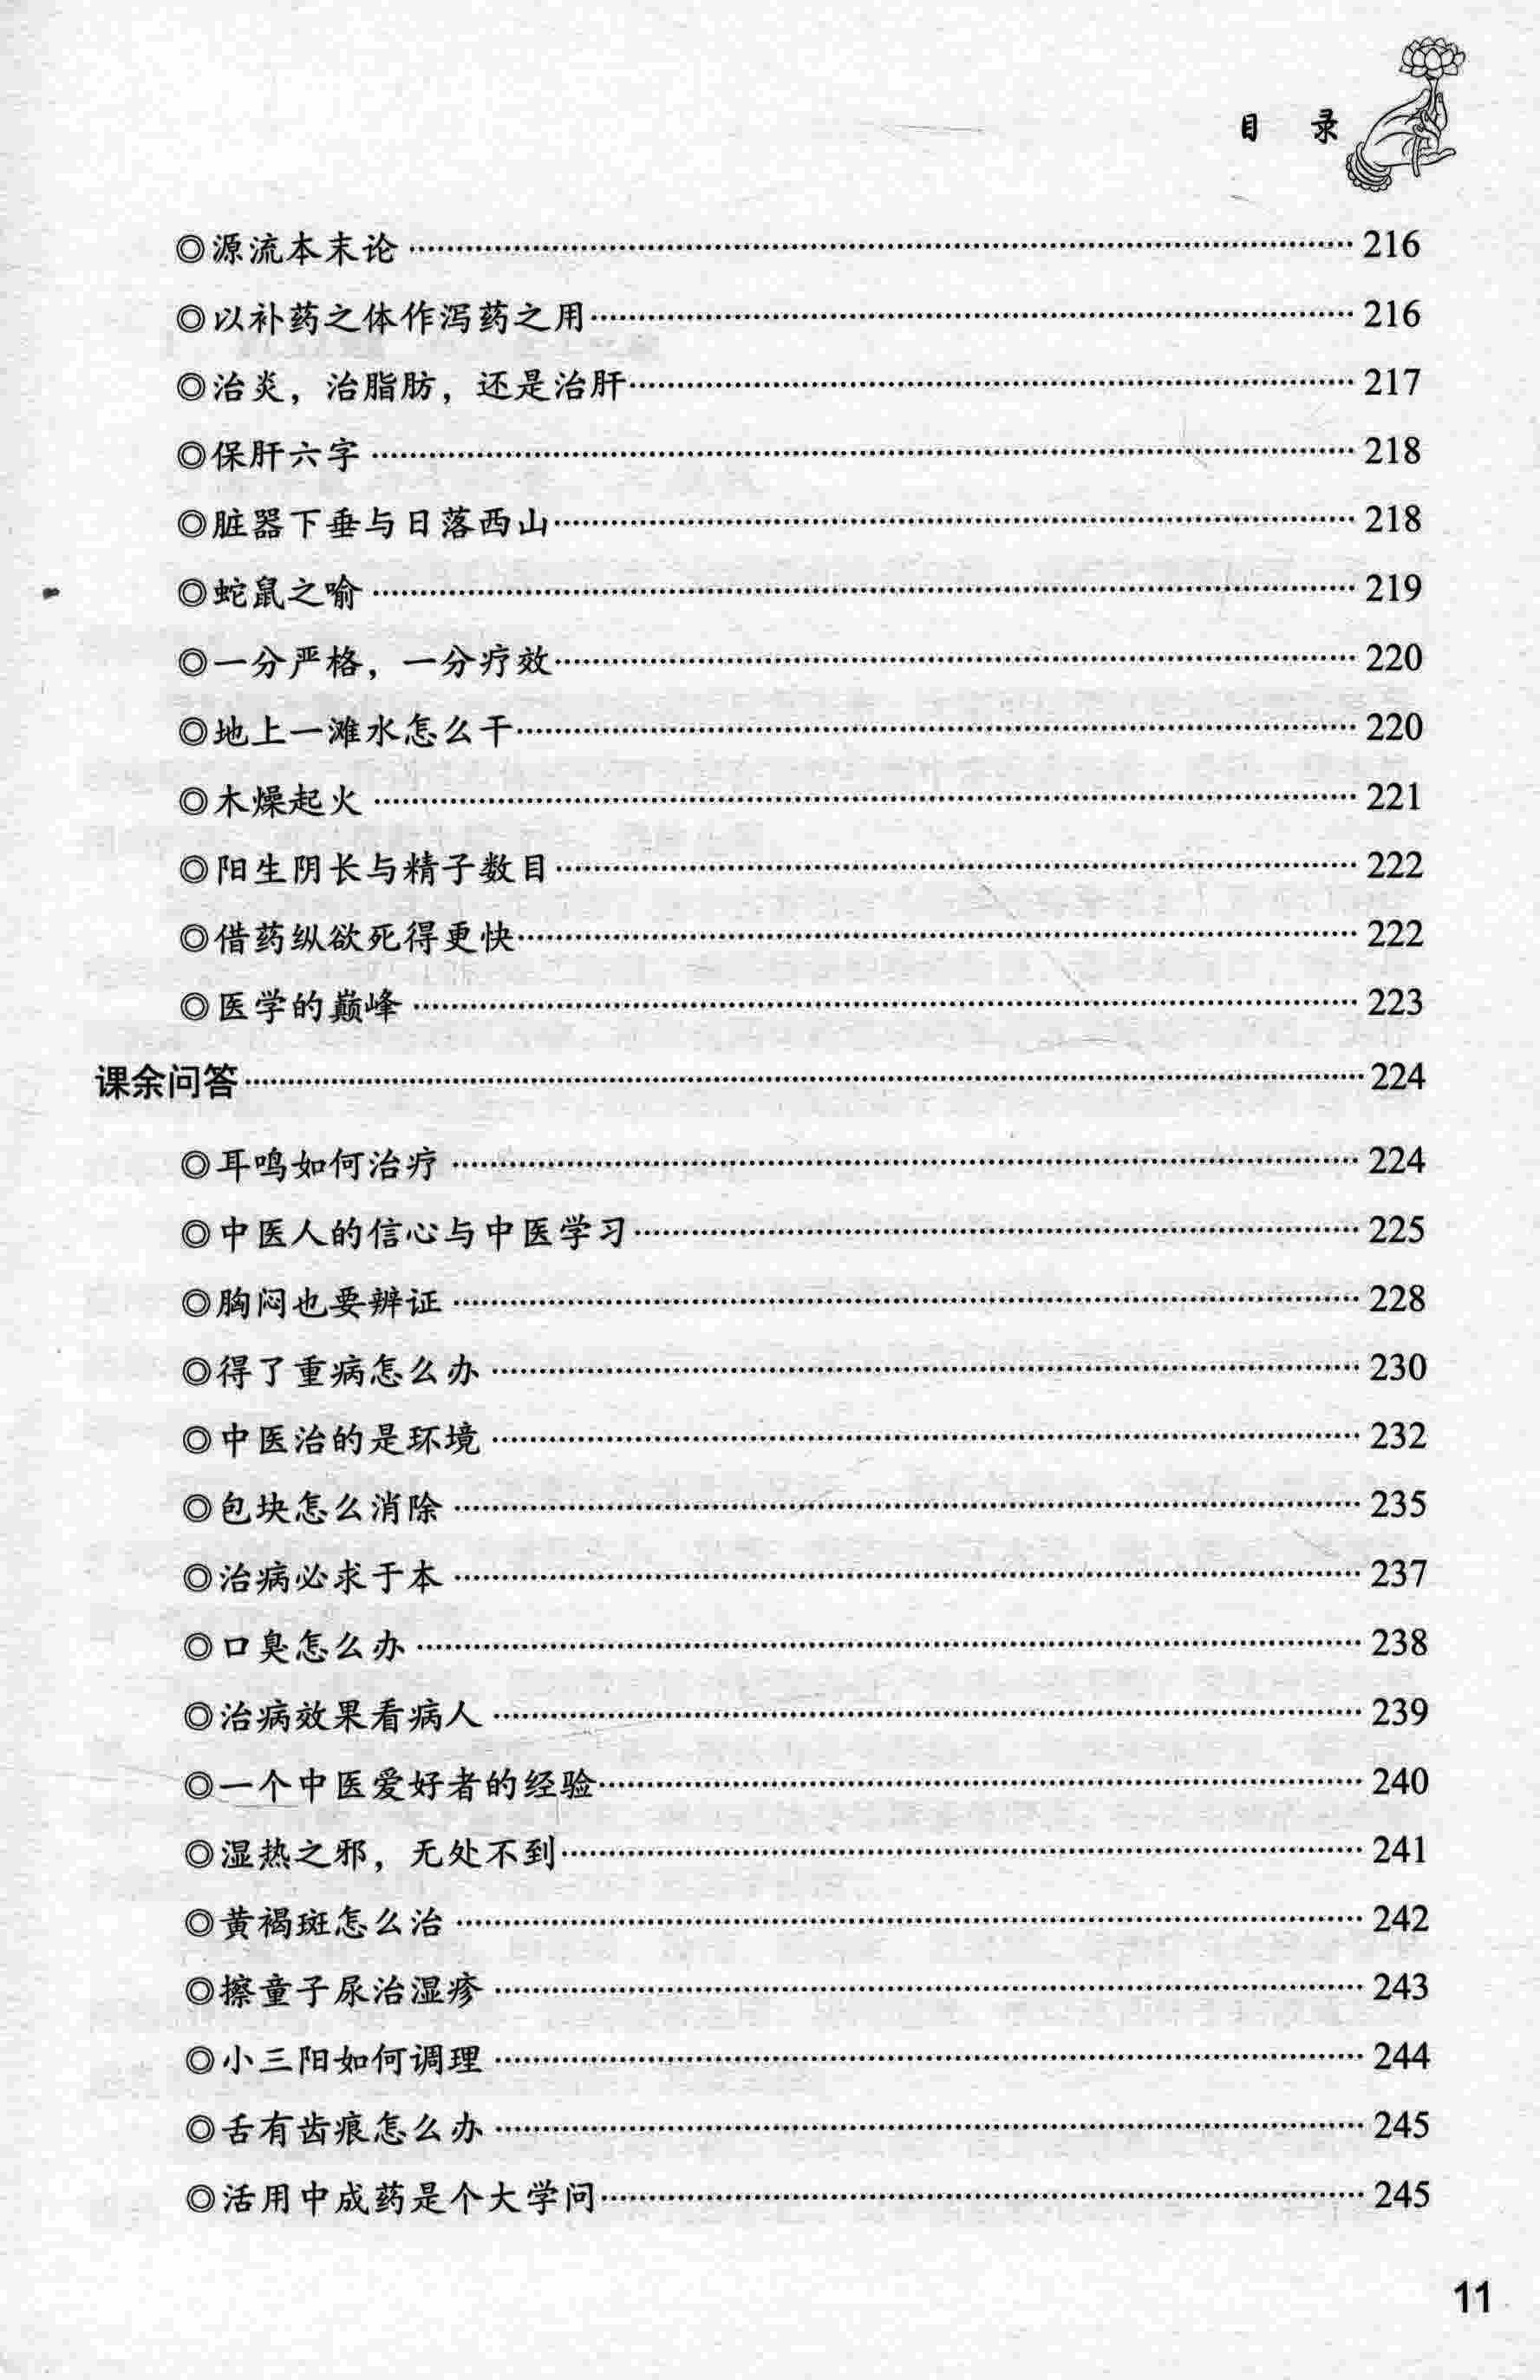 目 录
◎源流本末论……216
◎以补药之体作泻药之用……216
◎治炎，治脂肪，还是治肝……217
◎保肝六字……218
◎脏器下垂与日落西山……218
◎蛇鼠之喻……219
◎一分严格，一分疗效……220
◎地上一滩水怎么干……220
◎木燥起火……221
◎阳生阴长与精子数目……222
◎借药纵欲死得更快……222
◎医学的巅峰……223
课余问答……224
◎耳鸣如何治疗……224
◎中医人的信心与中医学习……225
◎胸闷也要辨证……228
◎得了重病怎么办……230
◎中医治的是环境……232
◎包块怎么消除……235
◎治病必求于本……237
◎口臭怎么办……238
◎治病效果看病人……239
◎一个中医爱好者的经验……240
◎湿热之邪，无处不到……241
◎黄褐斑怎么治……242
◎擦童子尿治湿疹……243
◎小三阳如何调理……244
◎舌有齿痕怎么办……245
◎活用中成药是个大学问……245
11